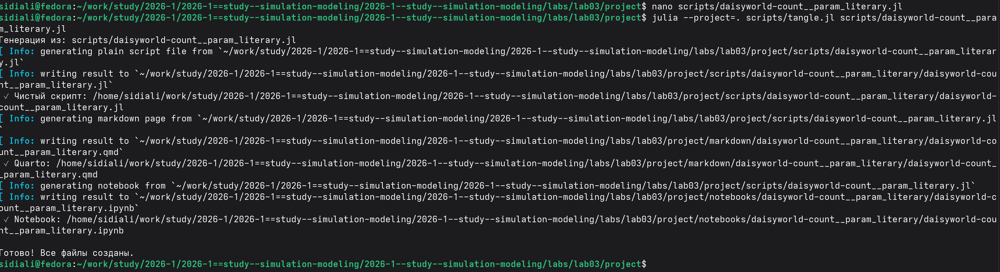 sidiali@fedora:~/work/study/2026-1/2026-1==study--simulation-modeling/2026-1--study--simulation-modeling/labs/lab03/project$ nano scripts/daisyworld-count__param_literary.jl
sidiali@fedora:~/work/study/2026-1/2026-1==study--simulation-modeling/2026-1--study--simulation-modeling/labs/lab03/project$ julia --project=. scripts/tangle.jl scripts/daisyworld-count__para
m_literary.jl
Генерация из: scripts/daisyworld-count__param_literary.jl
[ Info: generating plain script file from `~/work/study/2026-1/2026-1==study--simulation-modeling/2026-1--study--simulation-modeling/labs/lab03/project/scripts/daisyworld-count__param_literar
y.jl`
[ Info: writing result to `~/work/study/2026-1/2026-1==study--simulation-modeling/2026-1--study--simulation-modeling/labs/lab03/project/scripts/daisyworld-count__param_literary/daisyworld-cou
nt__param_literary.jl`
✓ Чистый скрипт: /home/sidiali/work/study/2026-1/2026-1==study--simulation-modeling/2026-1--study--simulation-modeling/labs/lab03/project/scripts/daisyworld-count__param_literary/daisyworld-
count__param_literary.jl
[ Info: generating markdown page from `~/work/study/2026-1/2026-1==study--simulation-modeling/2026-1--study--simulation-modeling/labs/lab03/project/scripts/daisyworld-count__param_literary.jl
`
[ Info: writing result to `~/work/study/2026-1/2026-1==study--simulation-modeling/2026-1--study--simulation-modeling/labs/lab03/project/markdown/daisyworld-count__param_literary/daisyworld-co
unt__param_literary.qmd`
✓ Quarto: /home/sidiali/work/study/2026-1/2026-1==study--simulation-modeling/2026-1--study--simulation-modeling/labs/lab03/project/markdown/daisyworld-count__param_literary/daisyworld-count_
_param_literary.qmd
[ Info: generating notebook from `~/work/study/2026-1/2026-1==study--simulation-modeling/2026-1--study--simulation-modeling/labs/lab03/project/scripts/daisyworld-count__param_literary.jl`
[ Info: writing result to `~/work/study/2026-1/2026-1==study--simulation-modeling/2026-1--study--simulation-modeling/labs/lab03/project/notebooks/daisyworld-count__param_literary/daisyworld-c
ount__param_literary.ipynb`
✓ Notebook: /home/sidiali/work/study/2026-1/2026-1==study--simulation-modeling/2026-1--study--simulation-modeling/labs/lab03/project/notebooks/daisyworld-count__param_literary/daisyworld-cou
nt__param_literary.ipynb
Готово! Все файлы созданы.
sidiali@fedora:~/work/study/2026-1/2026-1==study--simulation-modeling/2026-1--study--simulation-modeling/labs/lab03/project$